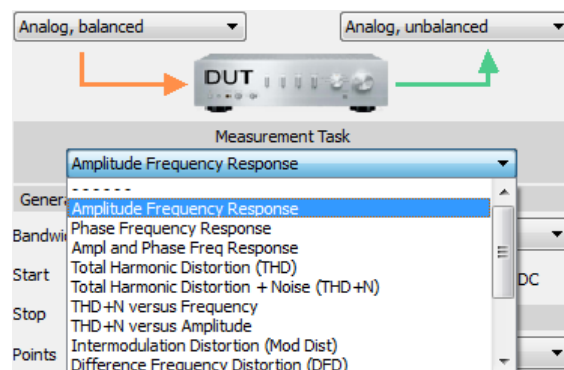 Analog, balanced
Analog, unbalanced
DUT
Measurement Task
Amplitude Frequency Response
- - - - - -
Amplitude Frequency Response
Phase Frequency Response
Ampl and Phase Freq Response
Total Harmonic Distortion (THD)
Total Harmonic Distortion + Noise (THD+N)
THD+N versus Frequency
THD+N versus Amplitude
Intermodulation Distortion (Mod Dist)
Difference Frequency Distortion (DFD)
Start
DC
Stop
Points